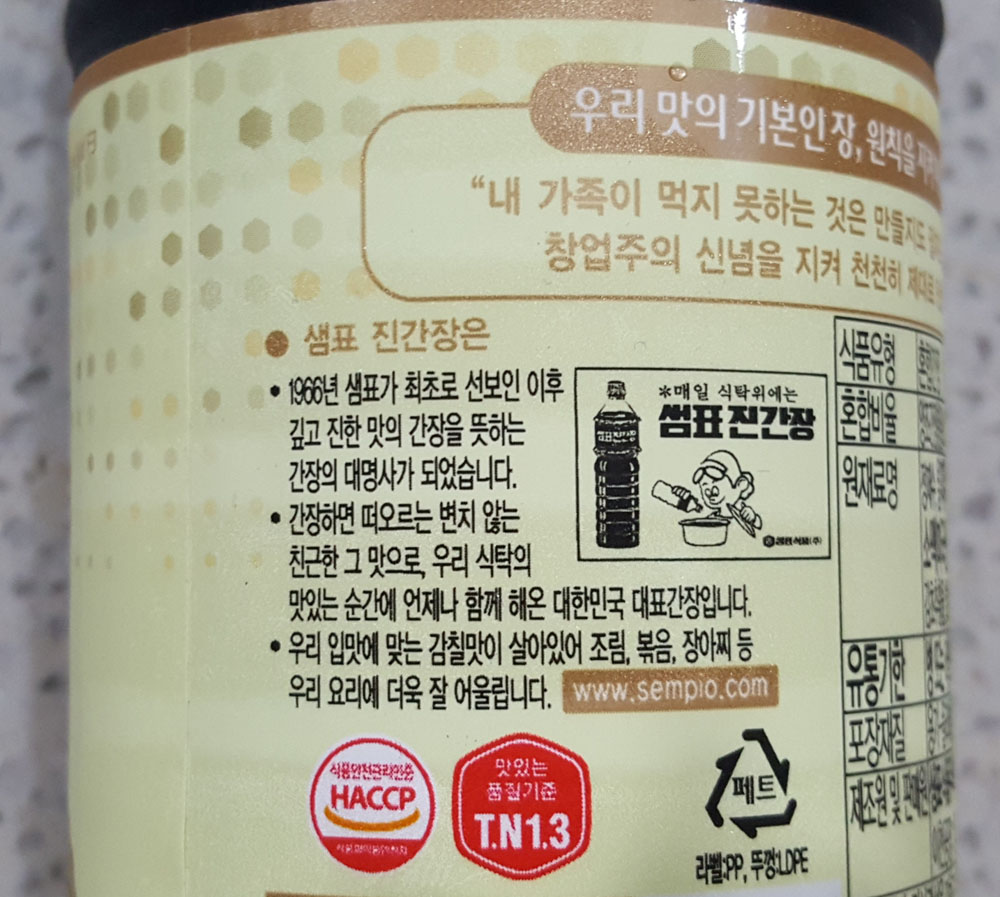 우리 맛의 기본인 장, 원칙을
“내 가족이 먹지 못하는 것은 만들지도
창업주의 신념을 지켜 천천히 제대로
● 샘표 진간장은
• 1966년 샘표가 최초로 선보인 이후
깊고 진한 맛의 간장을 뜻하는
간장의 대명사가 되었습니다.
• 간장하면 떠오르는 변치 않는
친근한 그 맛으로, 우리 식탁의
맛있는 순간에 언제나 함께 해온 대한민국 대표간장입니다.
• 우리 입맛에 맞는 감칠맛이 살아있어 조림, 볶음, 장아찌 등
우리 요리에 더욱 잘 어울립니다.
www.sempio.com
*매일 식탁위에는
샘표진간장
식품유형
혼합비율
원재료명
유통기한
포장재질
제조원 및 판매원
식품안전관리인증
HACCP
맛있는
품질기준
T.N1.3
페트
라벨:PP, 뚜껑:LDPE